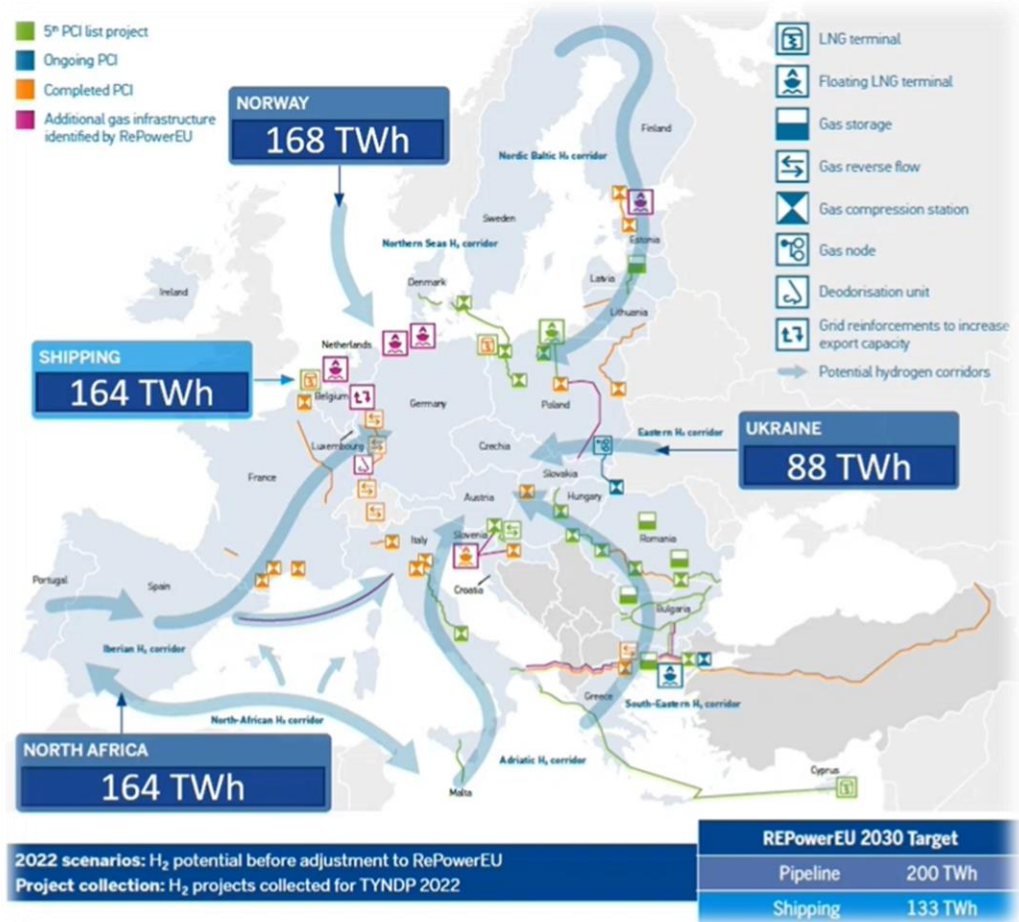 5th PCI list project
Ongoing PCI
Completed PCI
Additional gas infrastructure
identified by RePowerEU
LNG terminal
Floating LNG terminal
Gas storage
Gas reverse flow
Gas compression station
Gas node
Deodorisation unit
Grid reinforcements to increase
export capacity
Potential hydrogen corridors
NORWAY
168 TWh
Finland
Nordic Baltic H₂ corridor
Sweden
Estonia
Northern Seas H₂ corridor
Latvia
Denmark
Ireland
Lithuania
Netherlands
SHIPPING
164 TWh
Belgium
Germany
Poland
Luxembourg
Czechia
Eastern H₂ corridor
UKRAINE
88 TWh
France
Slovakia
Austria
Hungary
Italy
Slovenia
Romania
Portugal
Spain
Croatia
Bulgaria
Iberian H₂ corridor
Greece
South-Eastern H₂ corridor
North-African H₂ corridor
NORTH AFRICA
164 TWh
Adriatic H₂ corridor
Malta
Cyprus
2022 scenarios: H₂ potential before adjustment to RePowerEU
Project collection: H₂ projects collected for TYNDP 2022
REPowerEU 2030 Target
Pipeline 200 TWh
Shipping 133 TWh